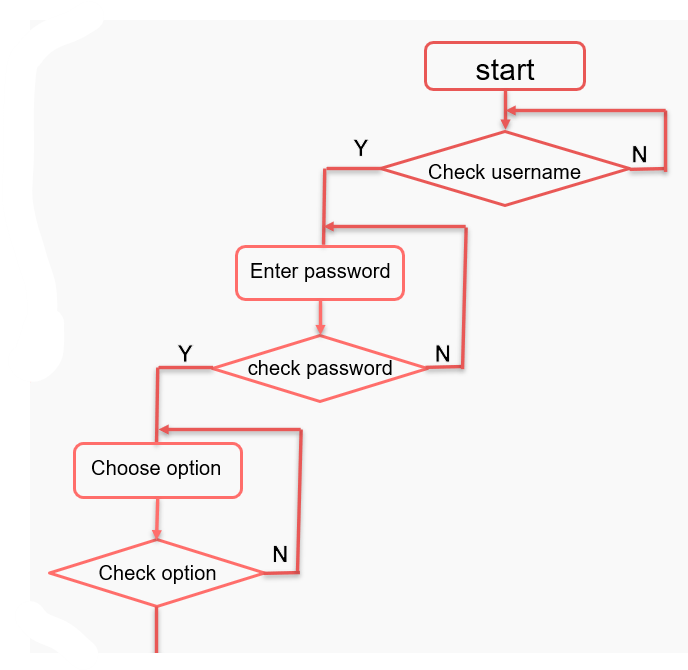 start
Y
N
Check username
Enter password
Y
N
check password
Choose option
N
Check option